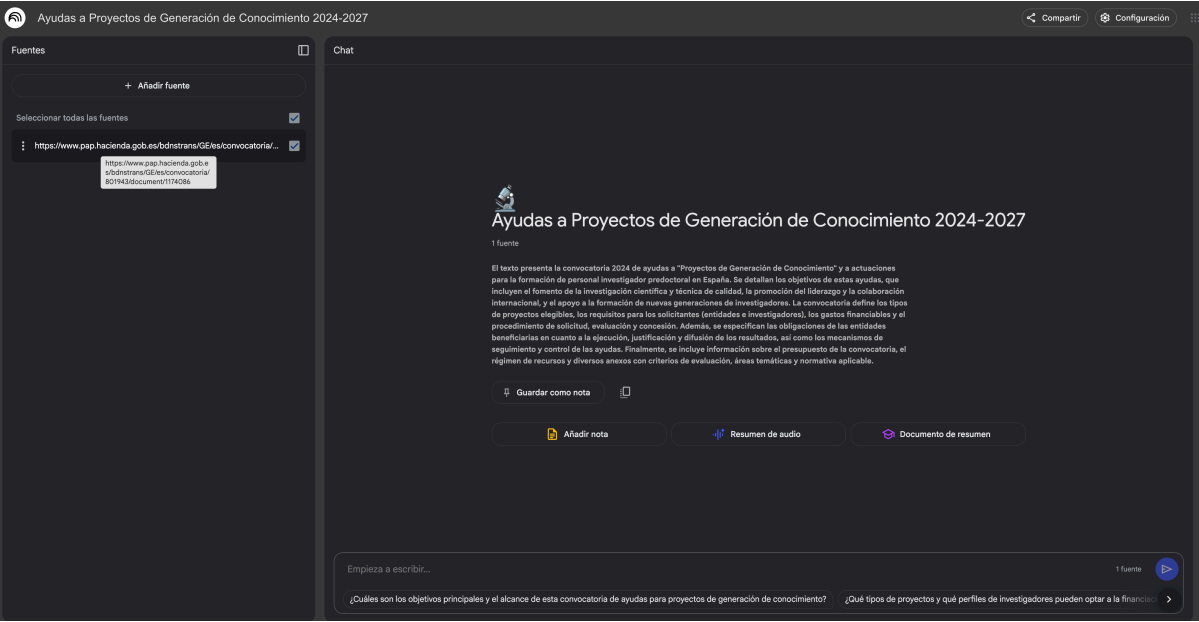 Ayudas a Proyectos de Generación de Conocimiento 2024-2027
Compartir
Configuración
Fuentes
Chat
+ Añadir fuente
Seleccionar todas las fuentes
https://www.pap.hacienda.gob.es/bdnstrans/GE/es/convocatoria/...
https://www.pap.hacienda.gob.e
s/bdnstrans/GE/es/convocatoria/
801943/document/1174086
Ayudas a Proyectos de Generación de Conocimiento 2024-2027
1 fuente
El texto presenta la convocatoria 2024 de ayudas a "Proyectos de Generación de Conocimiento" y a actuaciones
para la formación de personal investigador predoctoral en España. Se detallan los objetivos de estas ayudas, que
incluyen el fomento de la investigación científica y técnica de calidad, la promoción del liderazgo y la colaboración
internacional, y el apoyo a la formación de nuevas generaciones de investigadores. La convocatoria define los tipos
de proyectos elegibles, los requisitos para los solicitantes (entidades e investigadores), los gastos financiables y el
procedimiento de solicitud, evaluación y concesión. Además, se especifican las obligaciones de las entidades
beneficiarias en cuanto a la ejecución, justificación y difusión de los resultados, así como los mecanismos de
seguimiento y control de las ayudas. Finalmente, se incluye información sobre el presupuesto de la convocatoria, el
régimen de recursos y diversos anexos con criterios de evaluación, áreas temáticas y normativa aplicable.
Guardar como nota
Añadir nota
Resumen de audio
Documento de resumen
Empieza a escribir...
1 fuente
¿Cuáles son los objetivos principales y el alcance de esta convocatoria de ayudas para proyectos de generación de conocimiento?
¿Qué tipos de proyectos y qué perfiles de investigadores pueden optar a la